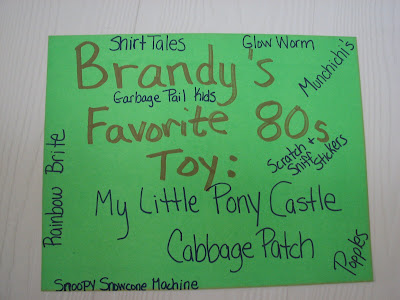 Shirt Tales
Glow Worm
Munchichi's
Brandy's
Garbage Pail Kids
Favorite 80s
Scratch +
Sniff
Stickers
Toy:
Rainbow Brite
My Little Pony Castle
Cabbage Patch
Popples
Snoopy Snowcone Machine